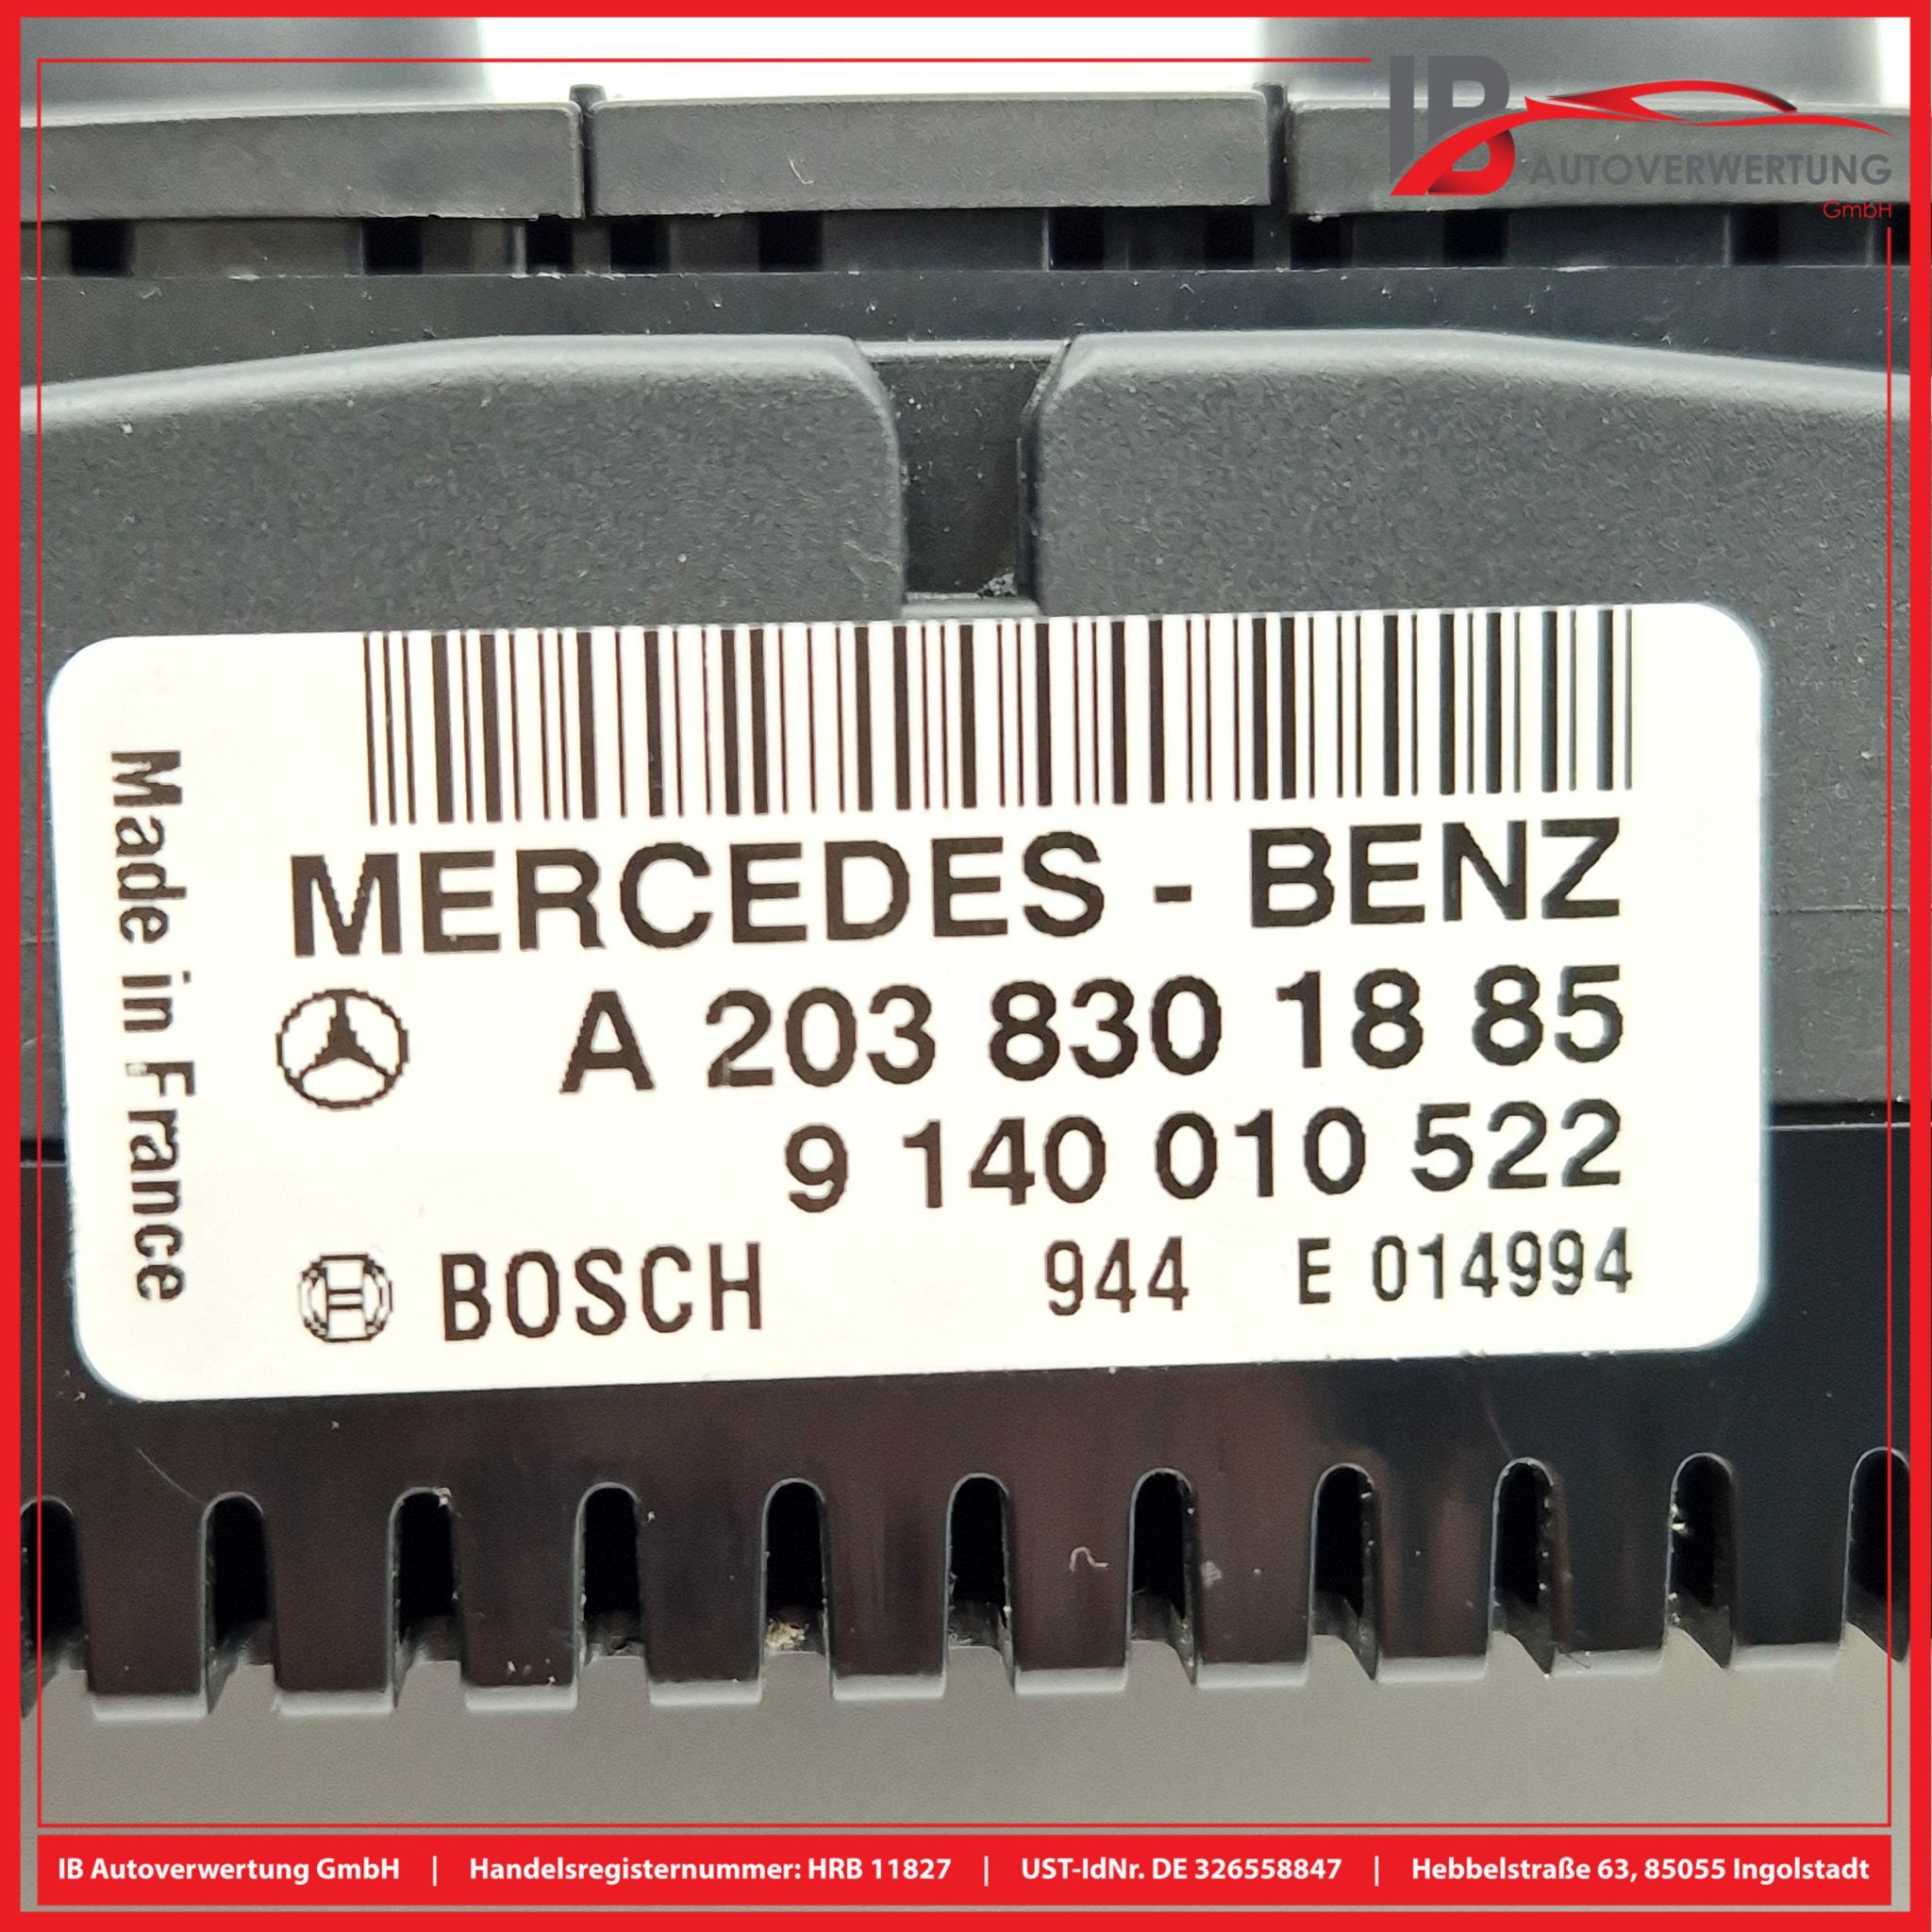 IB
AUTOVERWERTUNG
GmbH
Made in France
MERCEDES - BENZ
A 203 830 18 85
9 140 010 522
BOSCH 944 E 014994
IB Autoverwertung GmbH | Handelsregisternummer: HRB 11827 | UST-IdNr. DE 326558847 | Hebbelstraße 63, 85055 Ingolstadt